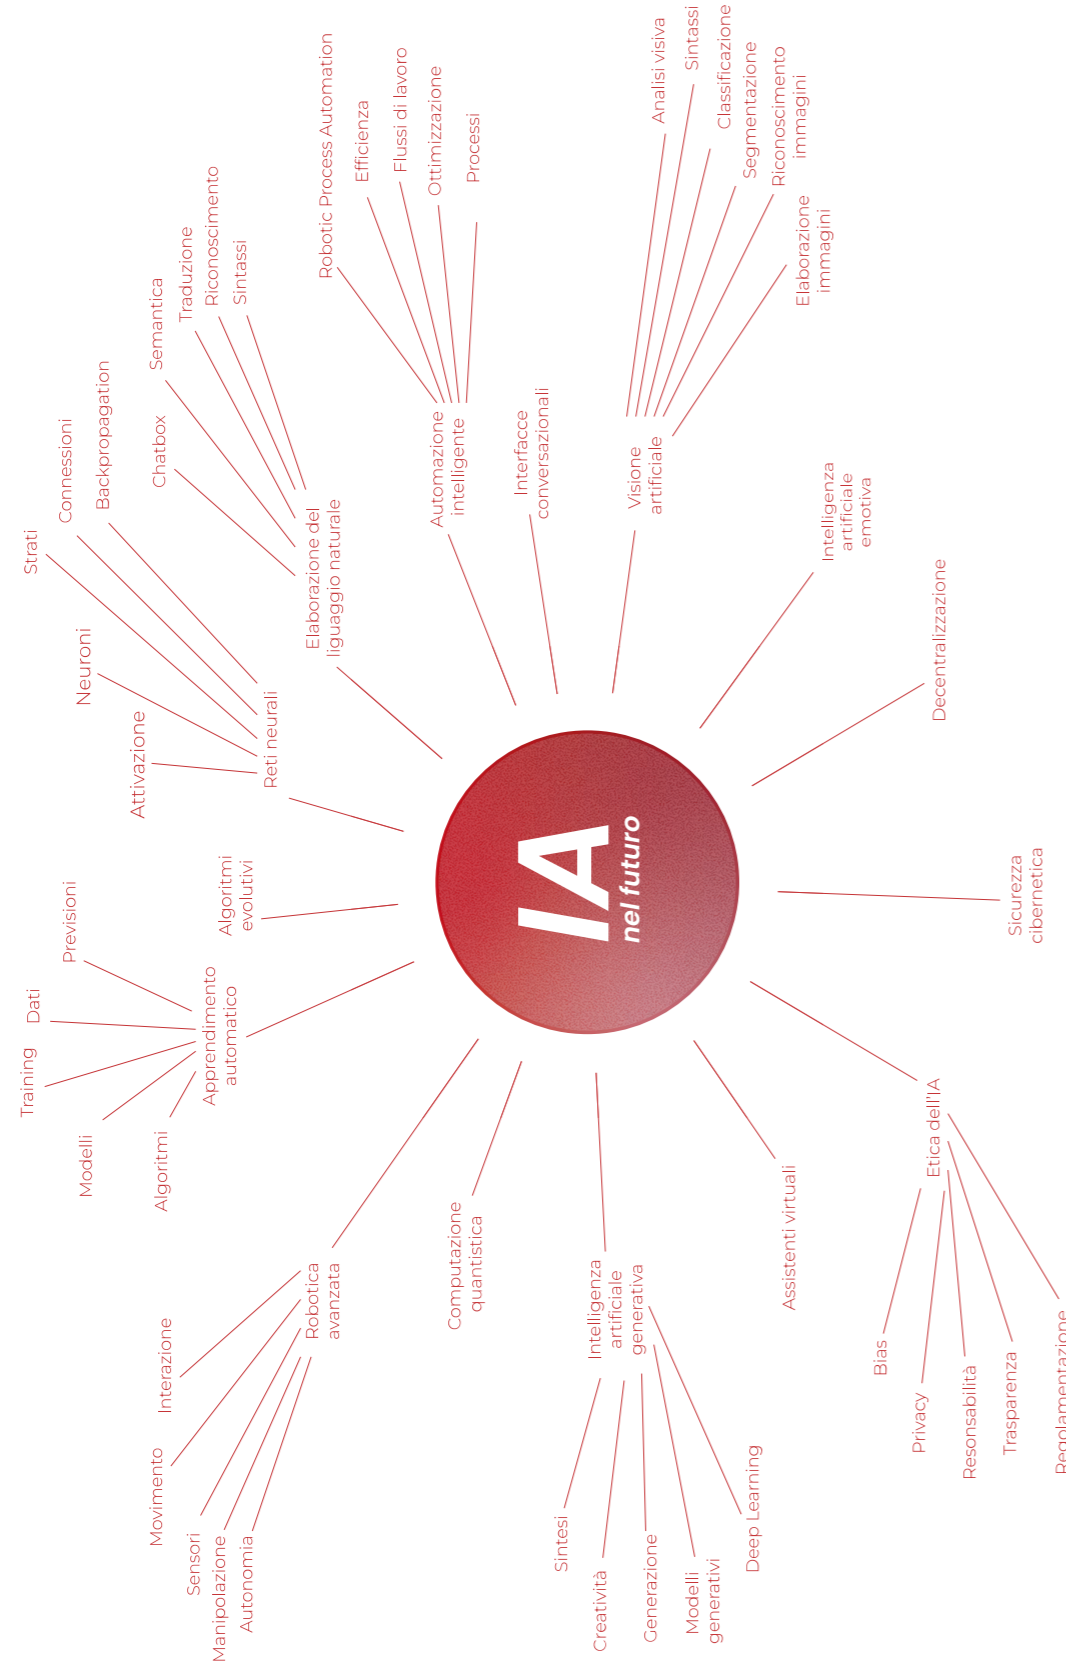 IA
nel futuro
Reti neurali
Attivazione
Neuroni
Strati
Connessioni
Backpropagation
Elaborazione del
liguaggio naturale
Chatbox
Semantica
Traduzione
Riconoscimento
Sintassi
Automazione
intelligente
Robotic Process Automation
Efficienza
Flussi di lavoro
Ottimizzazione
Processi
Interfacce
conversazionali
Visione
artificiale
Analisi visiva
Sintassi
Classificazione
Segmentazione
Riconoscimento
immagini
Elaborazione
immagini
Intelligenza
artificiale
emotiva
Decentralizzazione
Sicurezza
cibernetica
Etica dell'IA
Bias
Privacy
Resonsabilità
Trasparenza
Regolamentazione
Assistenti virtuali
Intelligenza
artificiale
generativa
Sintesi
Creatività
Generazione
Modelli
generativi
Deep Learning
Computazione
quantistica
Robotica
avanzata
Interazione
Movimento
Sensori
Manipolazione
Autonomia
Apprendimento
automatico
Algoritmi
Modelli
Training
Dati
Previsioni
Algoritmi
evolutivi